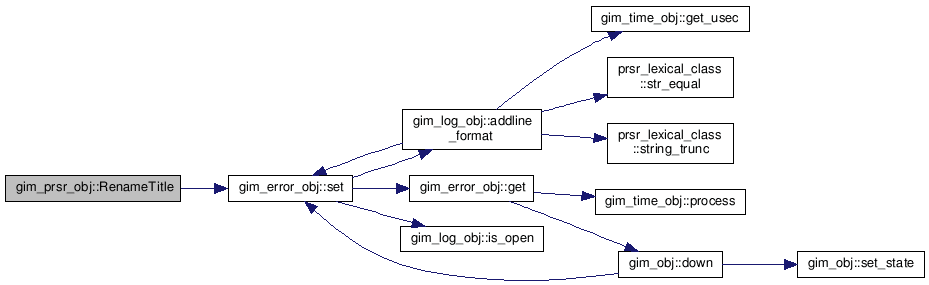 gim_prsr_obj::RenameTitle
gim_error_obj::set
gim_log_obj::addline
_format
gim_time_obj::get_usec
prsr_lexical_class
::str_equal
prsr_lexical_class
::string_trunc
gim_error_obj::get
gim_time_obj::process
gim_log_obj::is_open
gim_obj::down
gim_obj::set_state